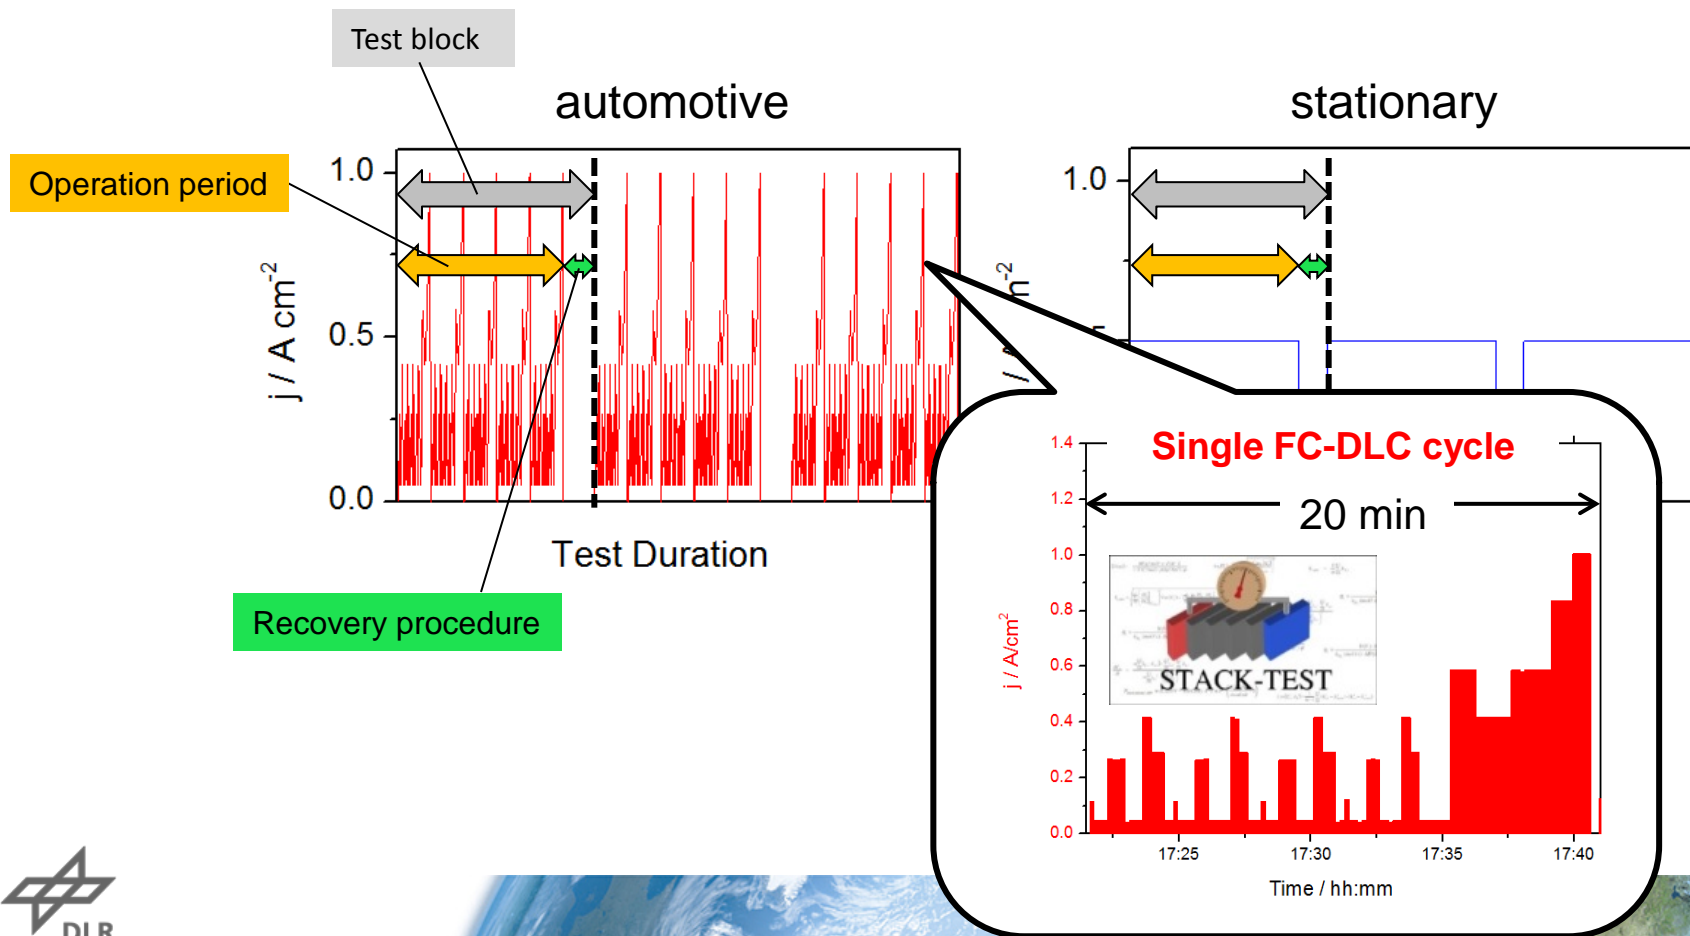 Test block
automotive
stationary
Operation period
1.0
0.5
0.0
j / A cm-2
Test Duration
Recovery procedure
1.0
Single FC-DLC cycle
20 min
STACK-TEST
1.4
1.2
1.0
0.8
0.6
0.4
0.2
0.0
j / A/cm2
17:25
17:30
17:35
17:40
Time / hh:mm
DLR